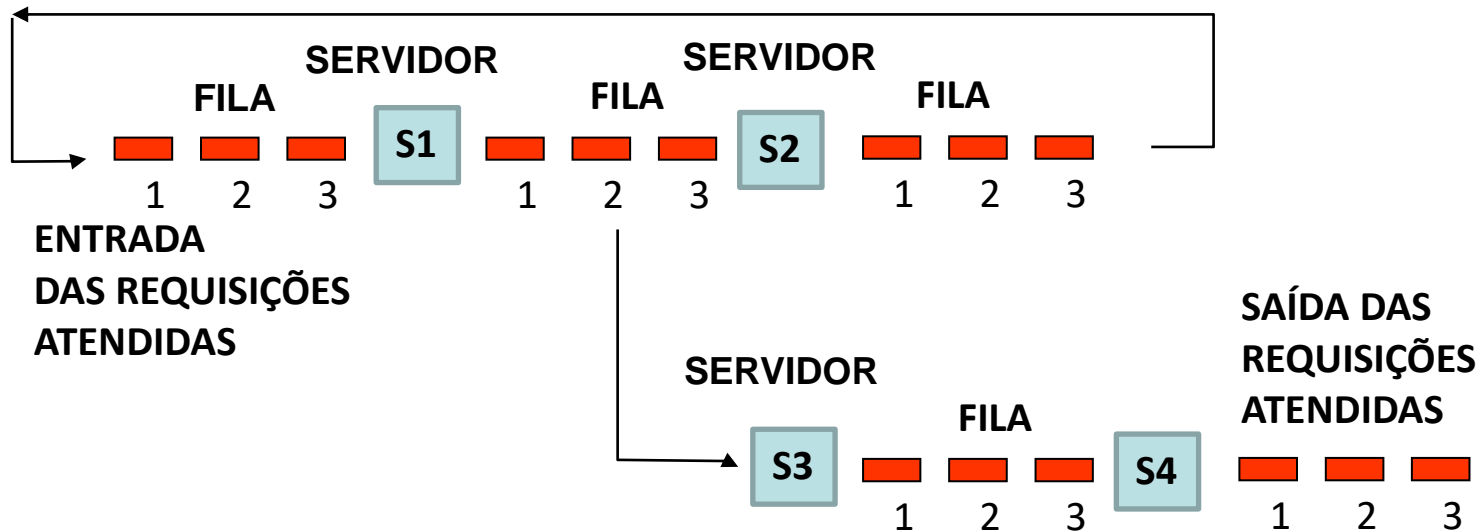 SERVIDOR SERVIDOR
FILA FILA FILA
S1 S2
1 2 3 1 2 3 1 2 3
ENTRADA
DAS REQUISIÇÕES
ATENDIDAS
SAÍDA DAS
REQUISIÇÕES
ATENDIDAS
SERVIDOR
FILA
S3 S4
1 2 3 1 2 3